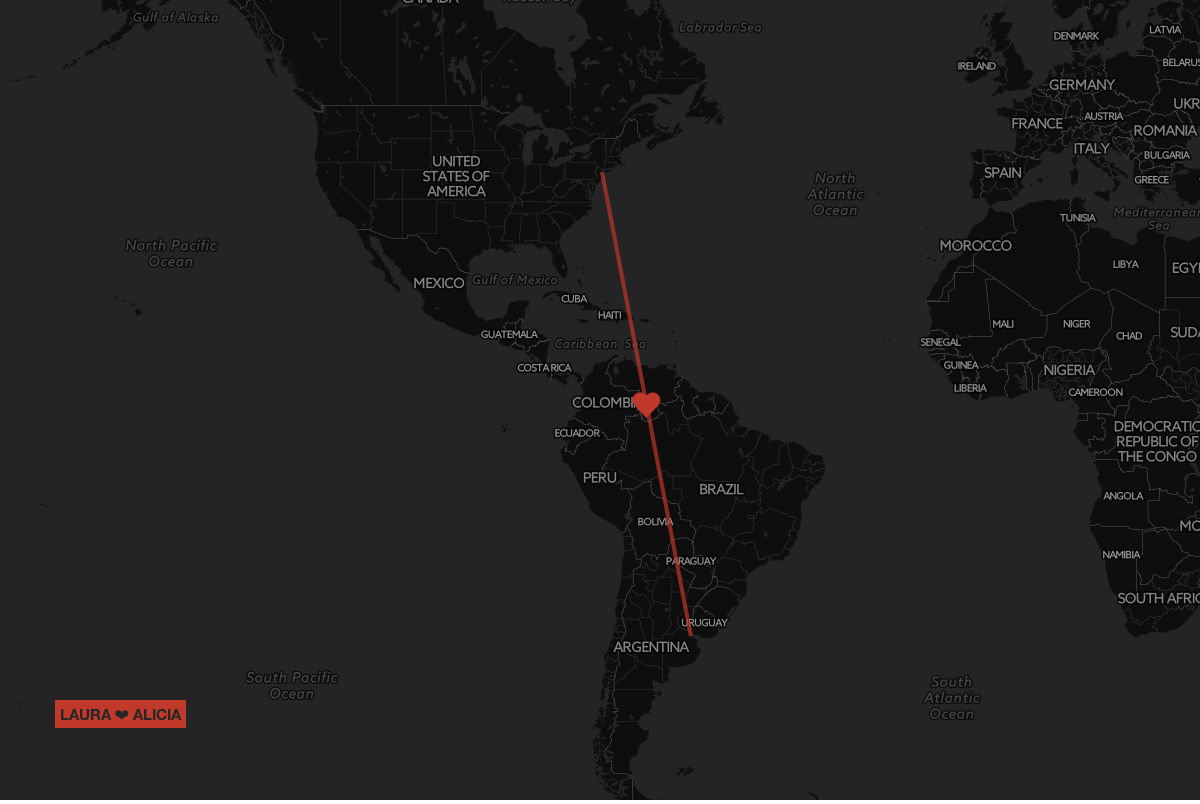 CANADA
Gulf of Alaska
Labrador Sea
DENMARK
LATVIA
IRELAND
BELARUS
GERMANY
UKR
FRANCE
AUSTRIA
ROMANIA
ITALY
BULGARIA
UNITED
STATES OF
AMERICA
SPAIN
GREECE
North
Atlantic
Ocean
Mediterranean
Sea
TUNISIA
MOROCCO
North Pacific
Ocean
LIBYA
EGY
MEXICO
Gulf of Mexico
CUBA
HAITI
MALI
NIGER
CHAD
SUDA
GUATEMALA
Caribbean Sea
SENEGAL
COSTA RICA
GUINEA
NIGERIA
LIBERIA
CAMEROON
COLOMBI
ECUADOR
DEMOCRATIC
REPUBLIC OF
THE CONGO
PERU
BRAZIL
ANGOLA
BOLIVIA
MO
NAMIBIA
PARAGUAY
SOUTH AFRIC
URUGUAY
ARGENTINA
South Pacific
Ocean
South
Atlantic
Ocean
LAURA ❤ ALICIA